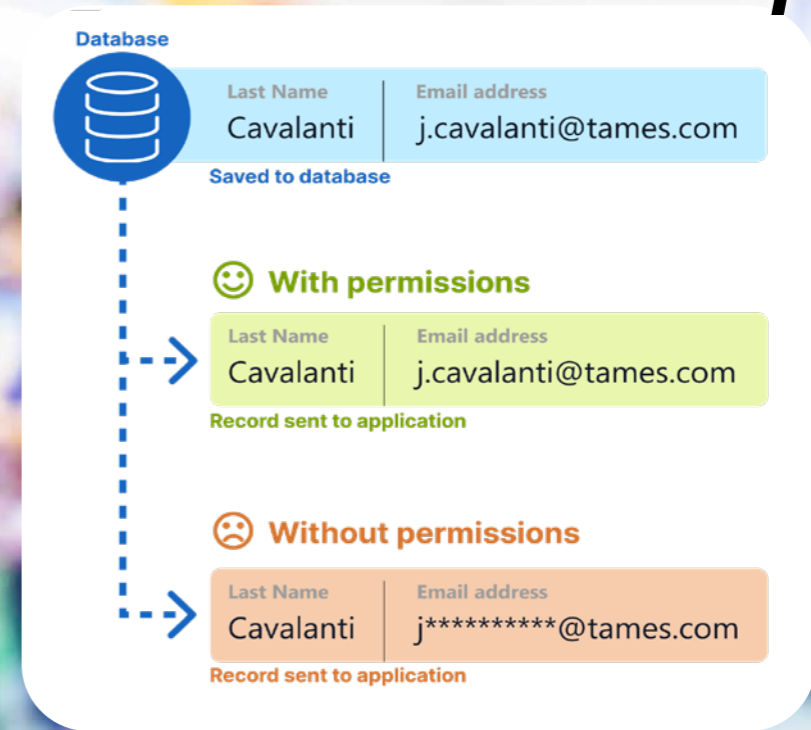 Database
Last Name Email address
Cavalanti j.cavalanti@tames.com
Saved to database
With permissions
Last Name Email address
Cavalanti j.cavalanti@tames.com
Record sent to application
Without permissions
Last Name Email address
Cavalanti j**********@tames.com
Record sent to application